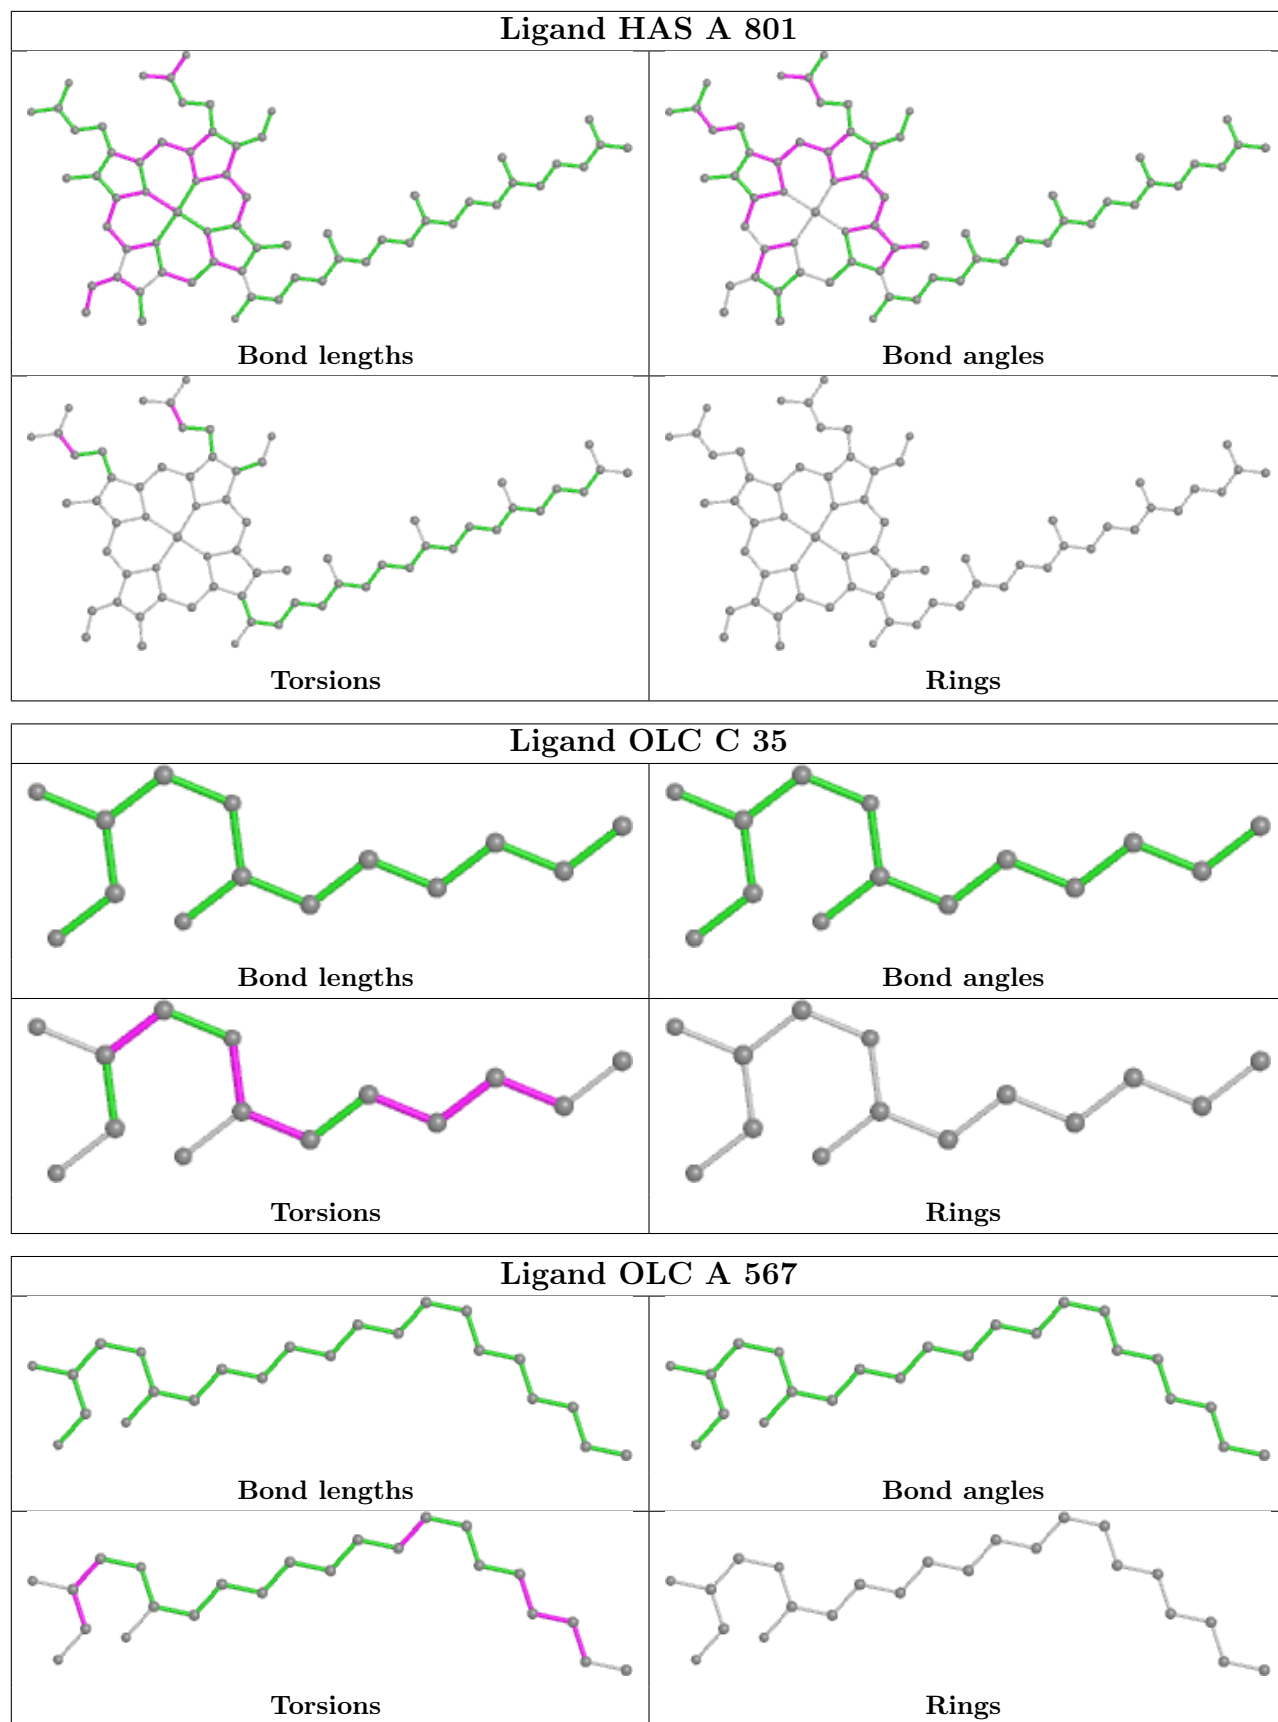 Ligand HAS A 801
Bond lengths
Bond angles
Torsions
Rings
Ligand OLC C 35
Bond lengths
Bond angles
Torsions
Rings
Ligand OLC A 567
Bond lengths
Bond angles
Torsions
Rings